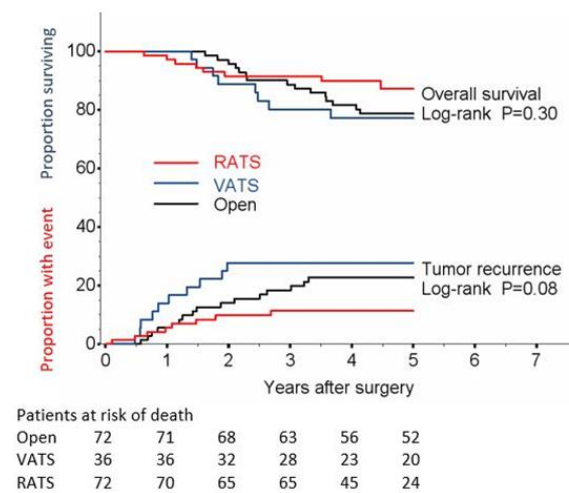 Proportion surviving
Proportion with event
100
80
60
40
20
0
Overall survival
Log-rank P=0.30
RATS
VATS
Open
Tumor recurrence
Log-rank P=0.08
0 1 2 3 4 5 6 7
Years after surgery
Patients at risk of death
Open 72 71 68 63 56 52
VATS 36 36 32 28 23 20
RATS 72 70 65 65 45 24